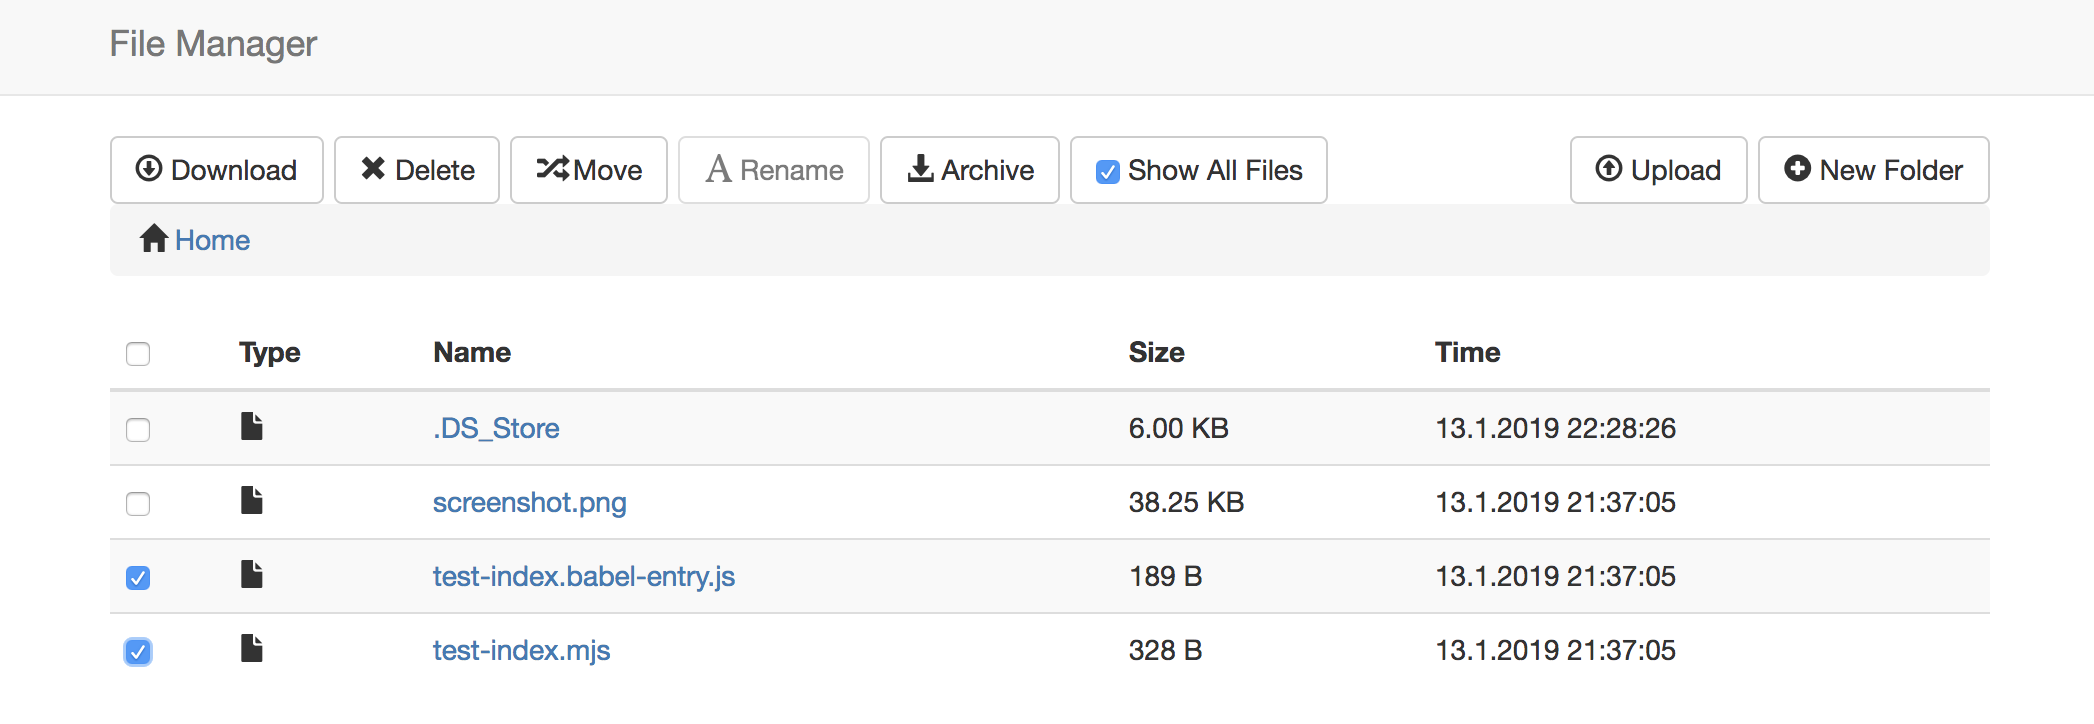 File Manager
Download Delete Move Rename Archive Show All Files Upload New Folder
Home
Type Name Size Time
.DS_Store 6.00 KB 13.1.2019 22:28:26
screenshot.png 38.25 KB 13.1.2019 21:37:05
test-index.babel-entry.js 189 B 13.1.2019 21:37:05
test-index.mjs 328 B 13.1.2019 21:37:05